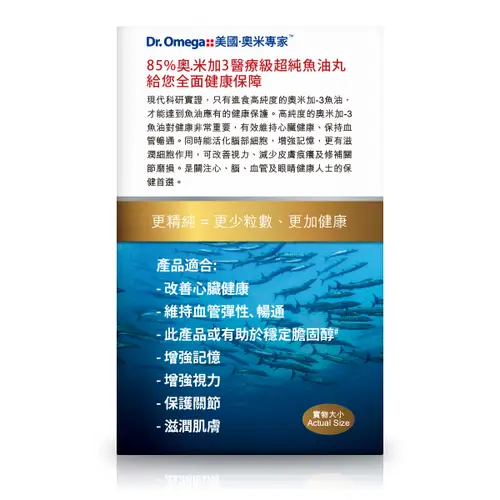 Dr. Omega 美國·奧米專家™
85%奧.米加3醫療級超純魚油丸
給您全面健康保障
現代科研實證，只有進食高純度的奧米加-3魚油，
才能達到魚油應有的健康保護。高純度的奧米加-3
魚油對健康非常重要，有效維持心臟健康、保持血
管暢通。同時能活化腦部細胞，增強記憶，更有滋
潤細胞作用，可改善視力、減少皮膚痕癢及修補關
節磨損。是關注心、腦、血管及眼睛健康人士的保
健首選。
更精純 = 更少粒數、更加健康
產品適合:
- 改善心臟健康
- 維持血管彈性、暢通
- 此產品或有助於穩定膽固醇#
- 增強記憶
- 增強視力
- 保護關節
- 滋潤肌膚
實物大小
Actual Size